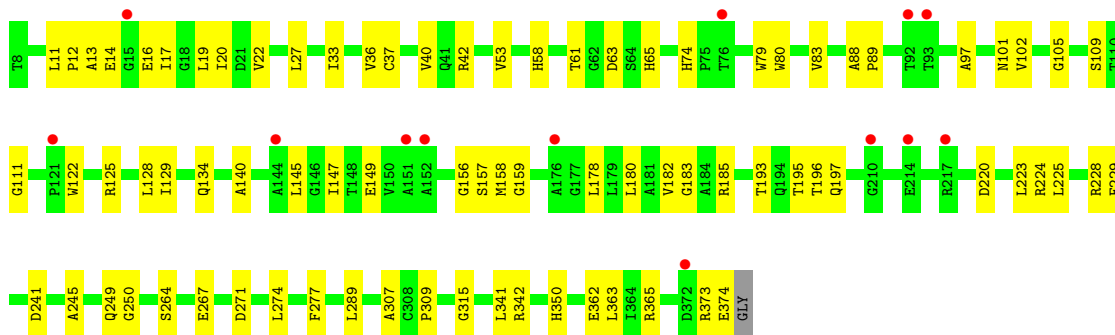 T8 L11 P12 A13 E14 G15 E16 I17 G18 L19 I20 D21 V22 L27 I33 V36 C37 V40 Q41 R42 V53 H58 T61 G62 D63 S64 H65 H74 P75 T76 W79 W80 V83 A88 P89 T92 T93 A97 N101 V102 G105 S109 T110
G111 P121 W122 R125 L128 I129 Q134 A140 A144 L145 G146 I147 T148 E149 V150 A151 A152 G156 S157 M158 G159 A176 G177 L178 L179 L180 A181 V182 G183 A184 R185 T193 Q194 T195 T196 Q197 G210 E214 R217 D220 L223 R224 L225 R228 E229
D241 A245 Q249 G250 S264 E267 D271 L274 F277 L289 A307 C308 P309 G315 L341 R342 H350 E362 L363 I364 R365 D372 R373 E374 GLY